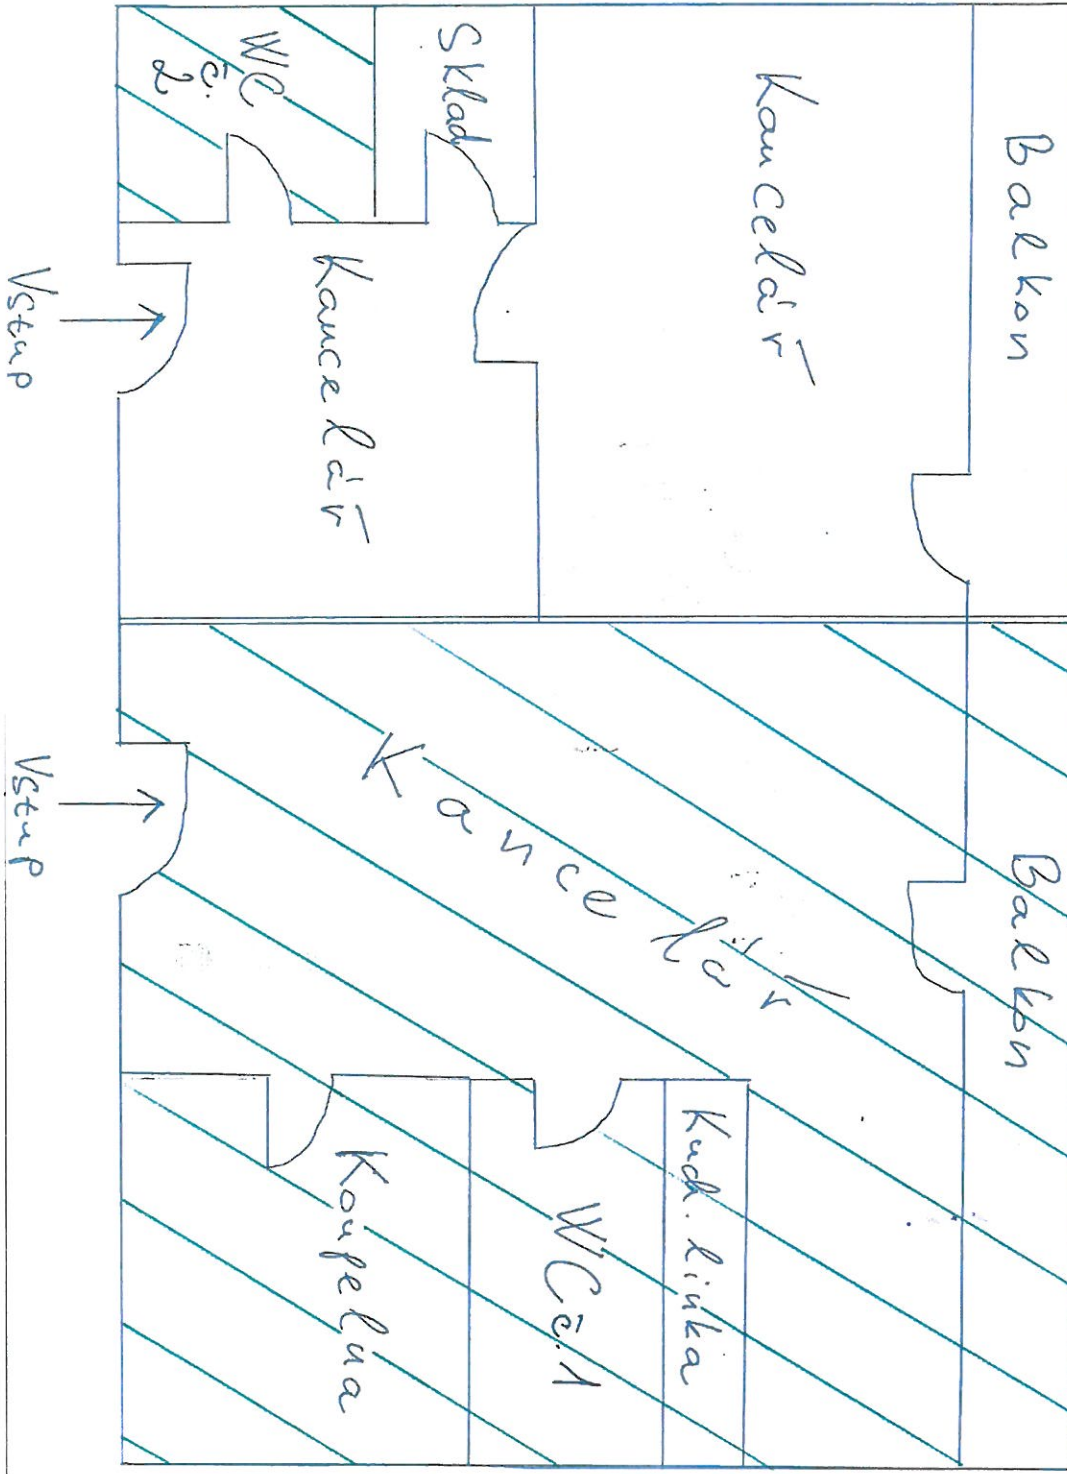 WC
č.
2
Sklad
Kancelář
Balkon
Vstup
Kancelář
Vstup
Kancelář
Balkon
Koupelna
WC č.1
Kuch. linka